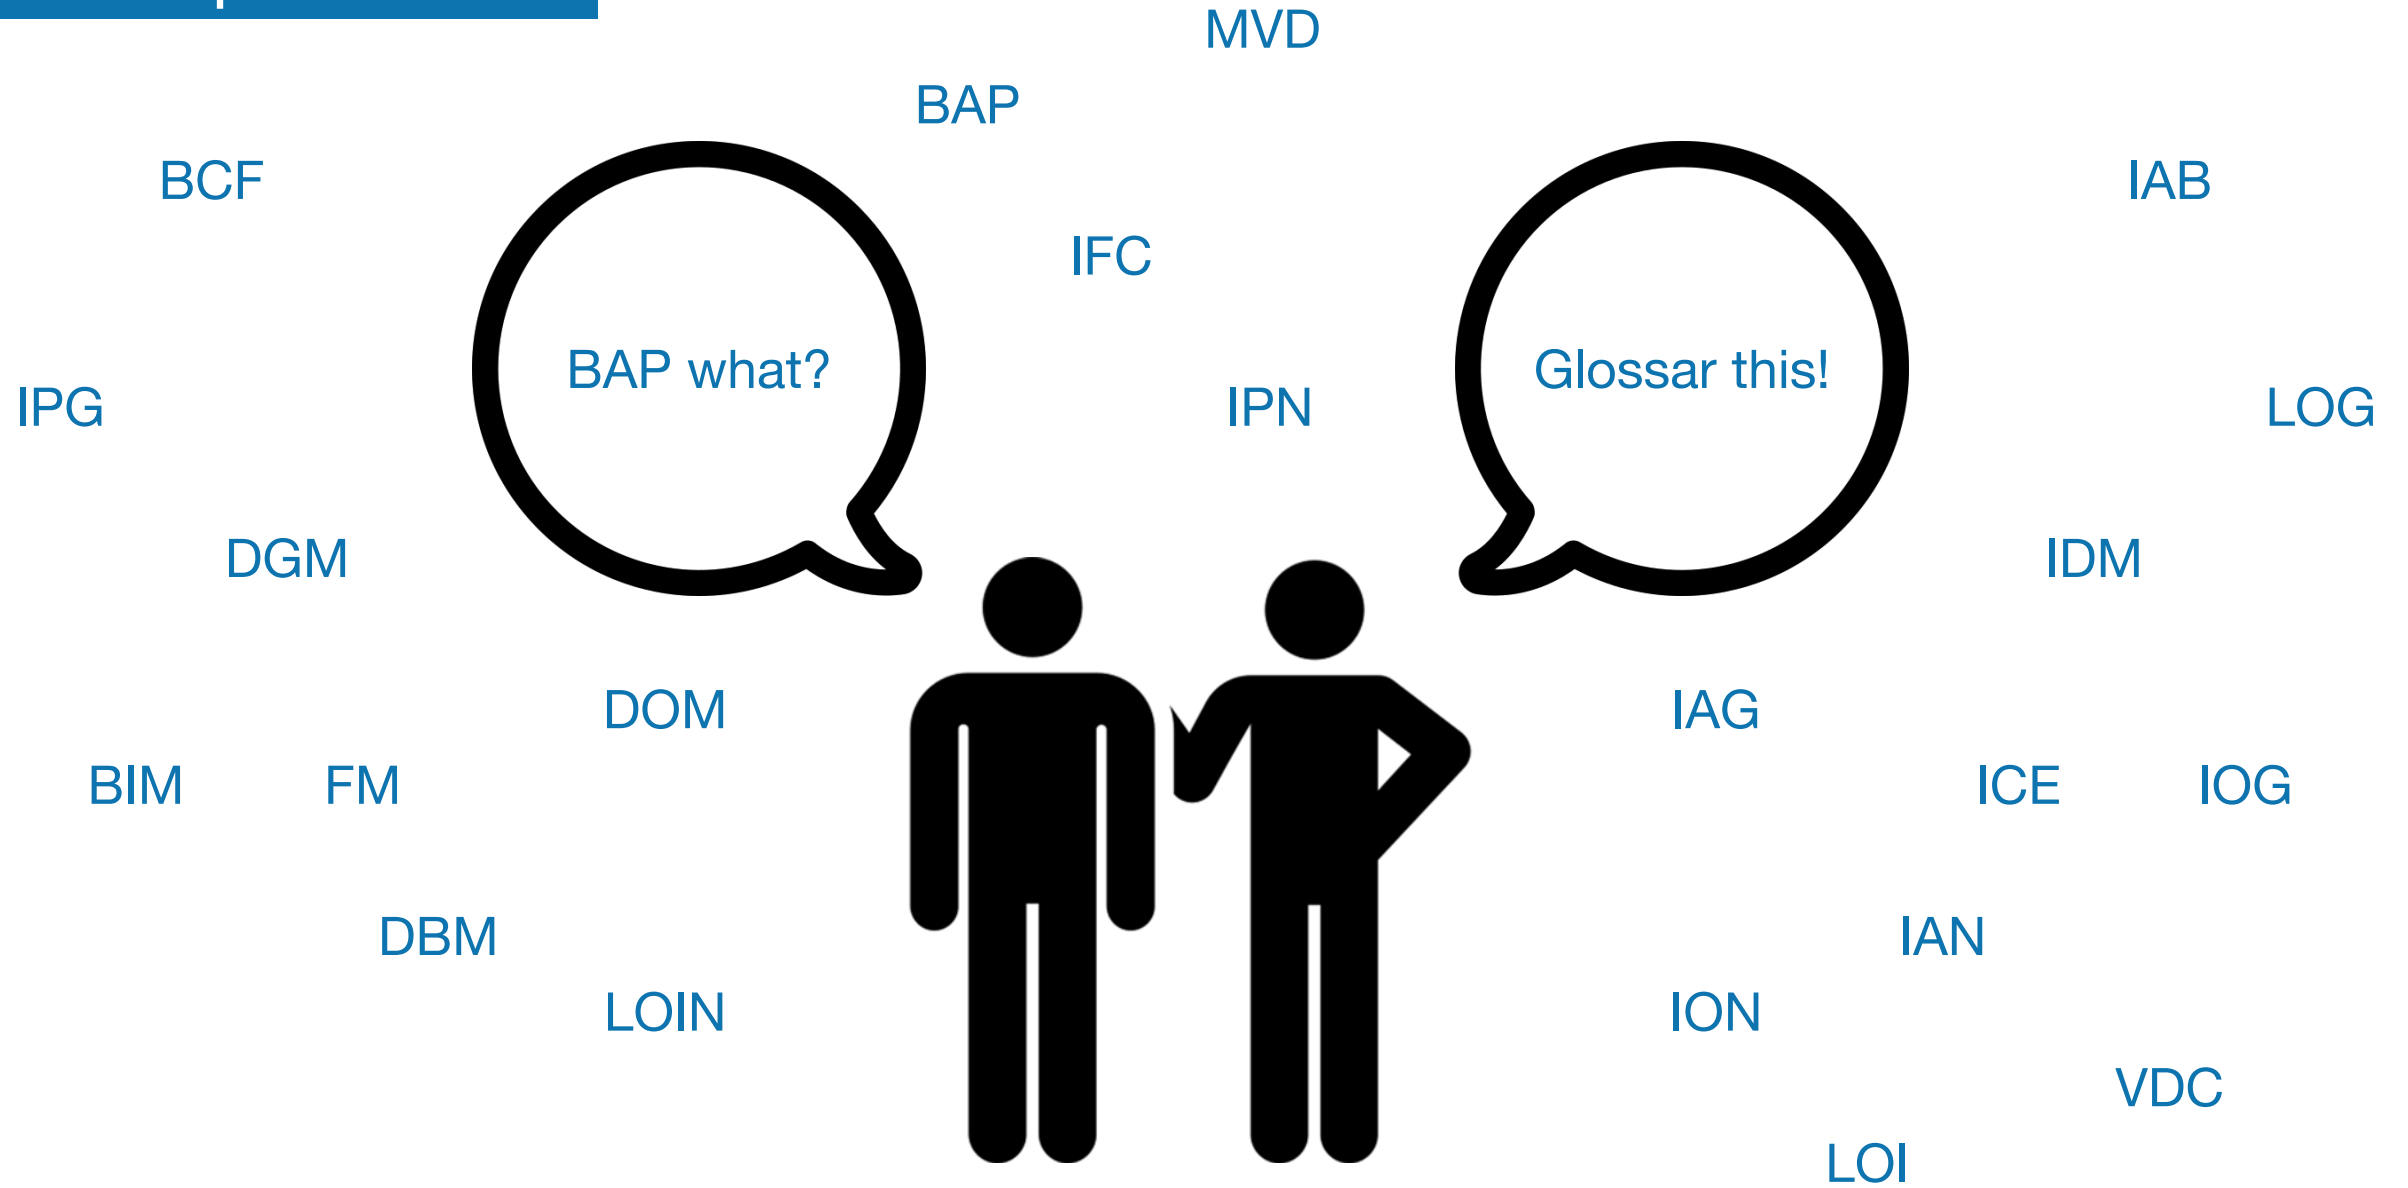 MVD
BAP
BCF
IAB
IFC
BAP what?
Glossar this!
IPG
IPN
LOG
DGM
IDM
DOM
IAG
BIM
FM
ICE
IOG
DBM
IAN
LOIN
ION
VDC
LOI